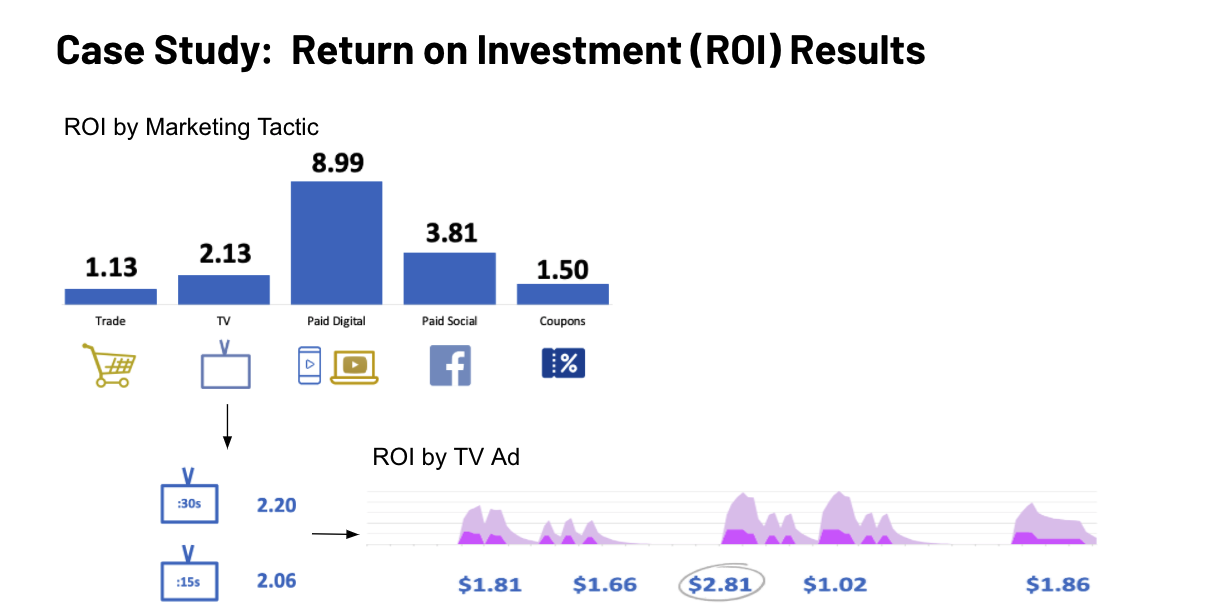 Case Study: Return on Investment (ROI) Results
ROI by Marketing Tactic
1.13
2.13
8.99
3.81
1.50
Trade
TV
Paid Digital
Paid Social
Coupons
f
%
ROI by TV Ad
:30s
2.20
:15s
2.06
$1.81
$1.66
$2.81
$1.02
$1.86